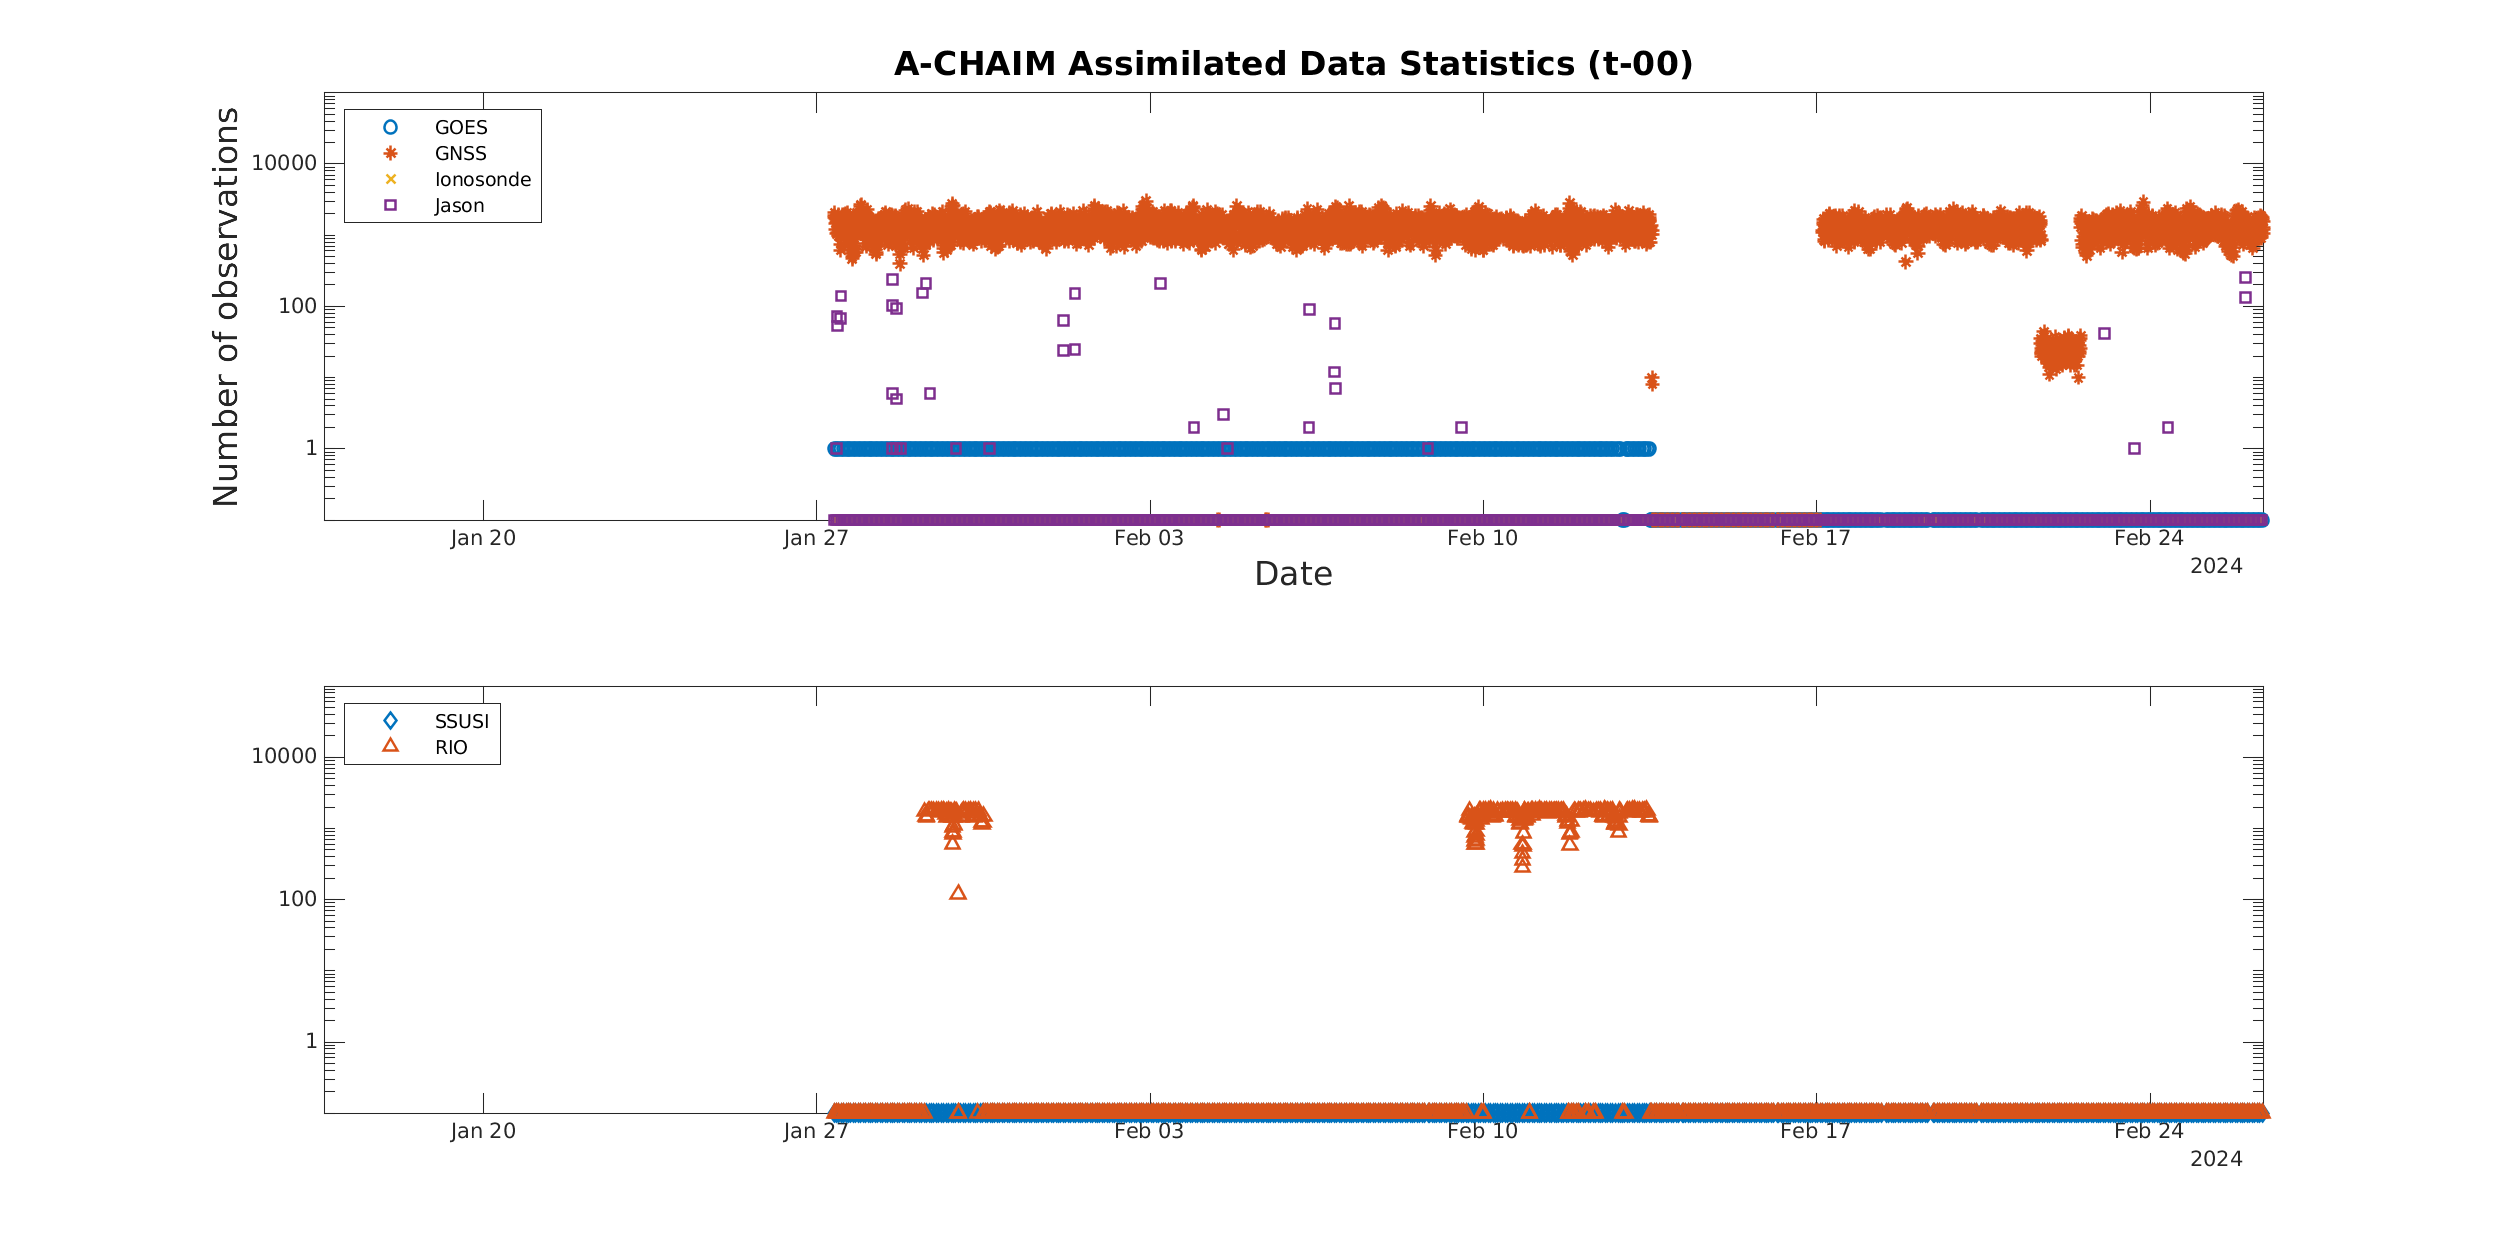 A-CHAIM Assimilated Data Statistics (t-00)
Number of observations
10000
100
1
GOES
GNSS
Ionosonde
Jason
Jan 20 Jan 27 Feb 03 Feb 10 Feb 17 Feb 24
2024
Date
10000
100
1
SSUSI
RIO
Jan 20 Jan 27 Feb 03 Feb 10 Feb 17 Feb 24
2024